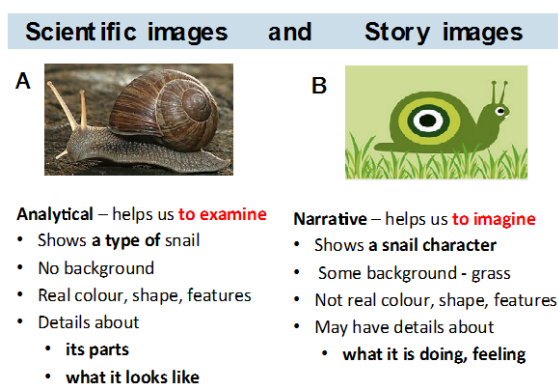 Scientific images and Story images
A
B
Analytical – helps us to examine
• Shows a type of snail
• No background
• Real colour, shape, features
• Details about
• its parts
• what it looks like
Narrative – helps us to imagine
• Shows a snail character
• Some background - grass
• Not real colour, shape, features
• May have details about
• what it is doing, feeling